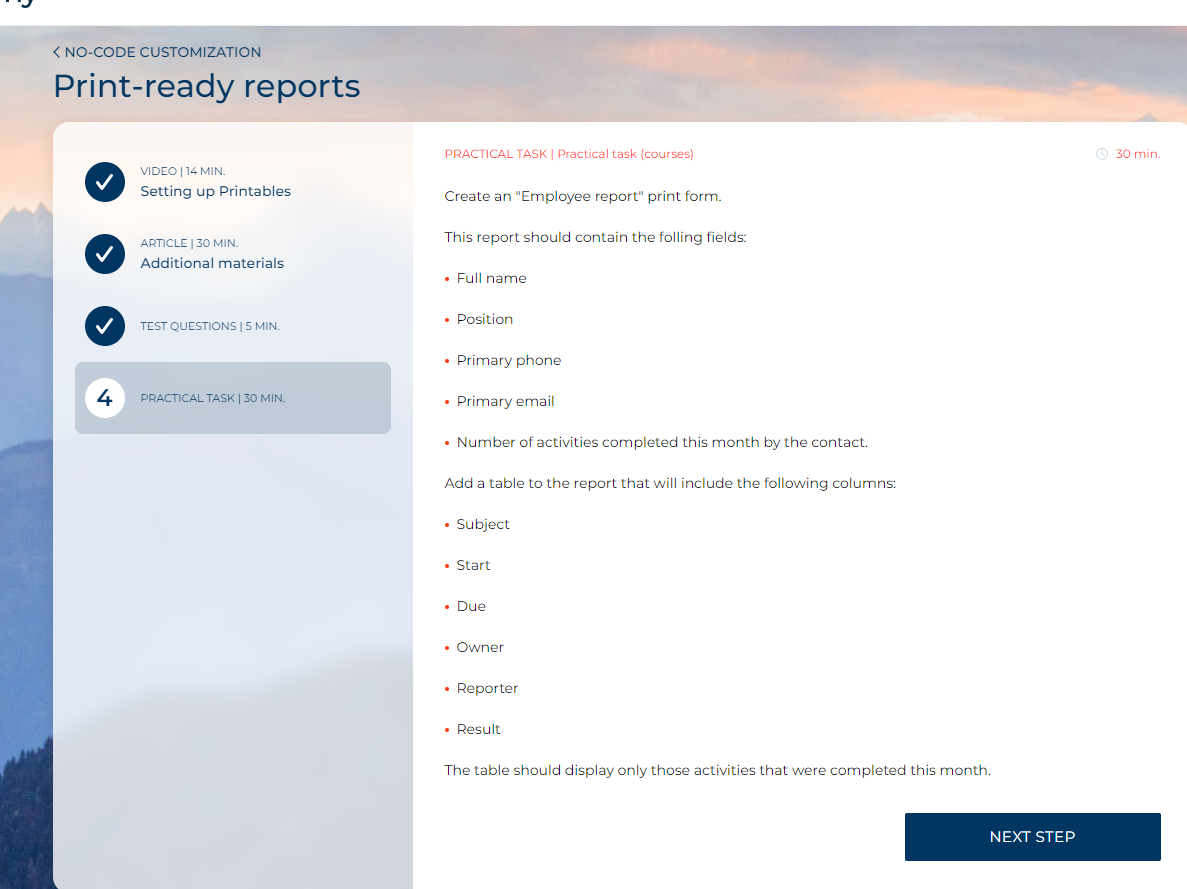 NO-CODE CUSTOMIZATION
Print-ready reports
VIDEO | 14 MIN.
Setting up Printables
ARTICLE | 30 MIN.
Additional materials
TEST QUESTIONS | 5 MIN.
4
PRACTICAL TASK | 30 MIN.
PRACTICAL TASK | Practical task (courses)
30 min.
Create an "Employee report" print form.
This report should contain the folling fields:
• Full name
• Position
• Primary phone
• Primary email
• Number of activities completed this month by the contact.
Add a table to the report that will include the following columns:
• Subject
• Start
• Due
• Owner
• Reporter
• Result
The table should display only those activities that were completed this month.
NEXT STEP